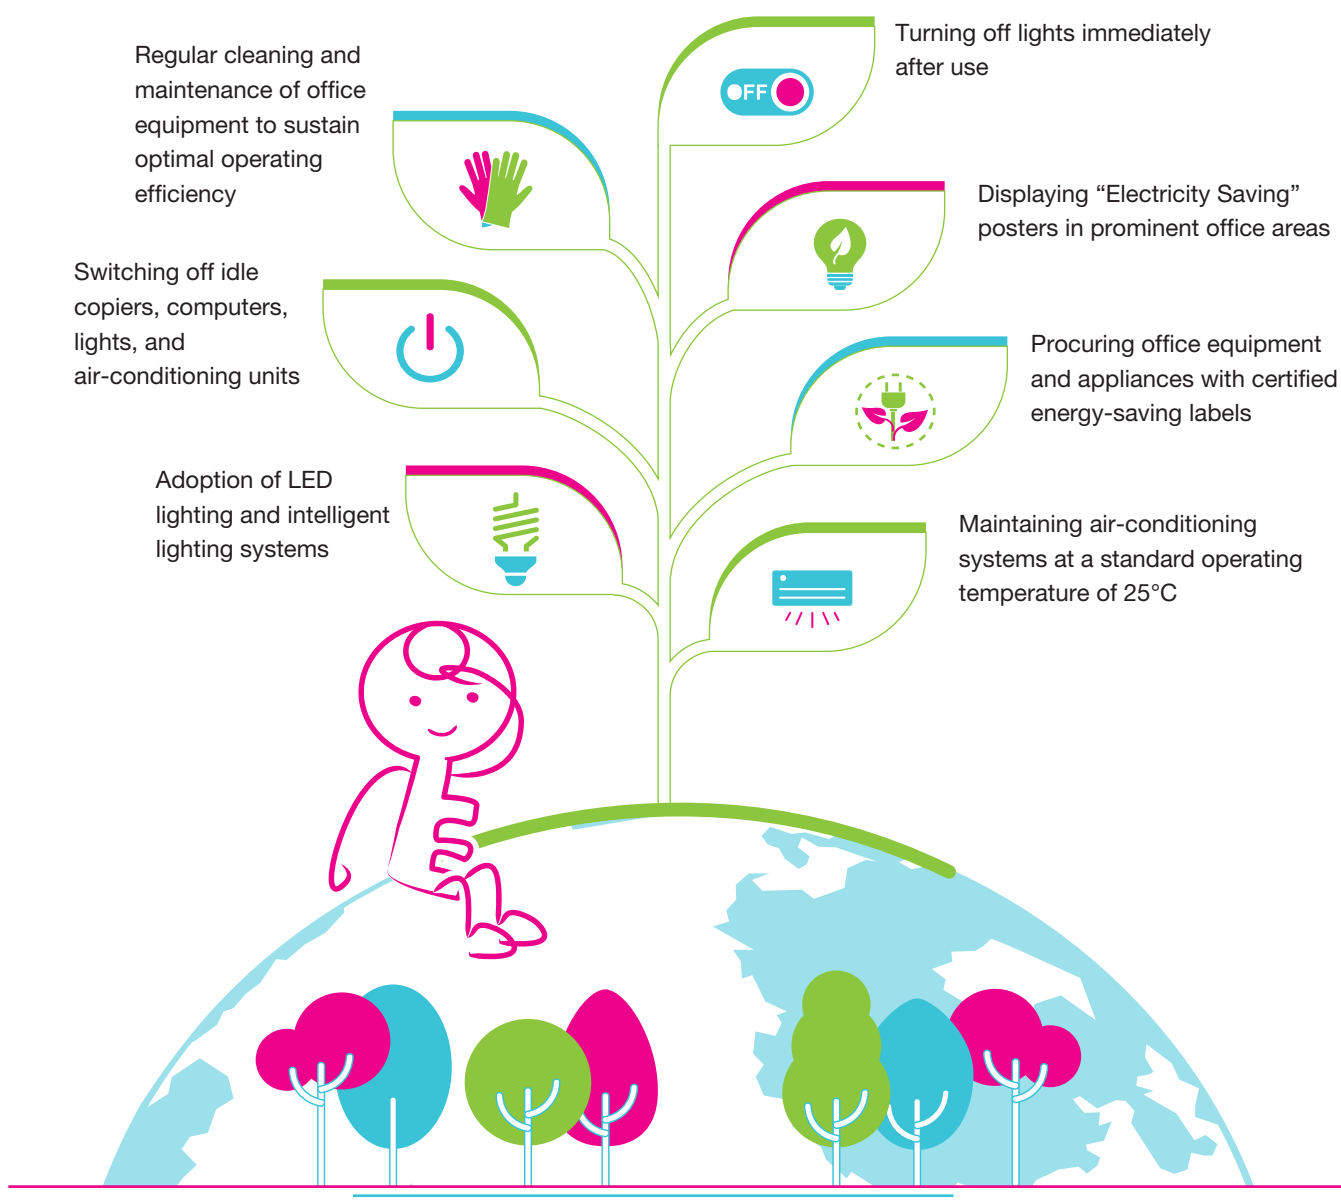 Regular cleaning and
maintenance of office
equipment to sustain
optimal operating
efficiency
Turning off lights immediately
after use
OFF
Displaying “Electricity Saving”
posters in prominent office areas
Switching off idle
copiers, computers,
lights, and
air-conditioning units
Procuring office equipment
and appliances with certified
energy-saving labels
Adoption of LED
lighting and intelligent
lighting systems
Maintaining air-conditioning
systems at a standard operating
temperature of 25°C